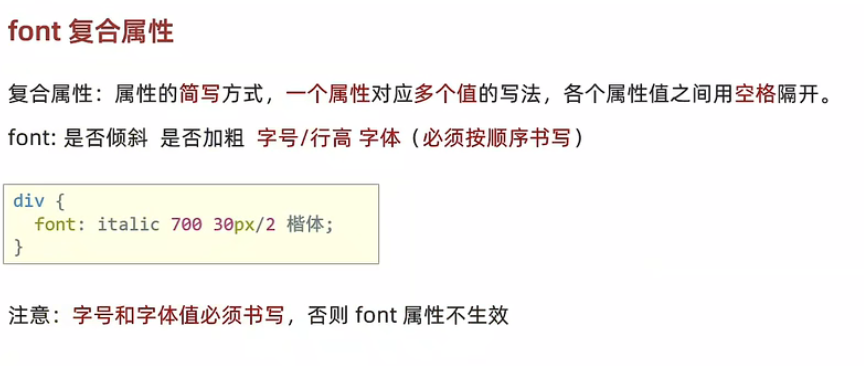 font 复合属性
复合属性：属性的简写方式，一个属性对应多个值的写法，各个属性值之间用空格隔开。
font: 是否倾斜 是否加粗 字号/行高 字体（必须按顺序书写）
div {
  font: italic 700 30px/2 楷体;
}
注意：字号和字体值必须书写，否则 font 属性不生效